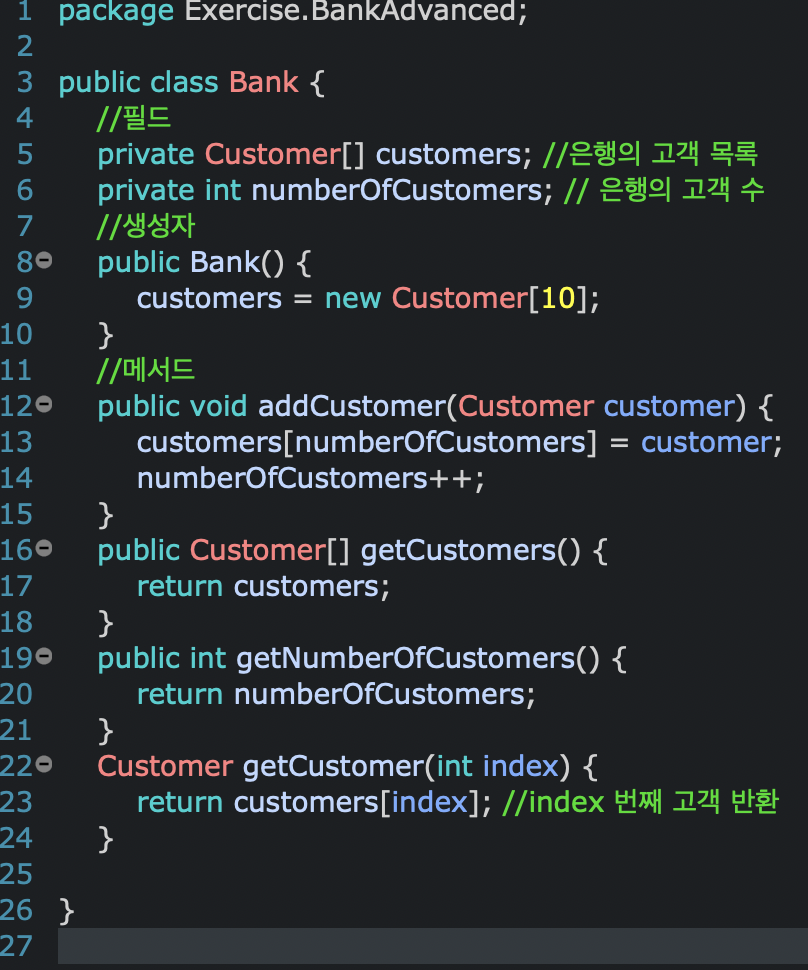 1 package Exercise.BankAdvanced;
2
3 public class Bank {
4 //필드
5 private Customer[] customers; //은행의 고객 목록
6 private int numberOfCustomers; // 은행의 고객 수
7 //생성자
8 public Bank() {
9 customers = new Customer[10];
10 }
11 //메서드
12 public void addCustomer(Customer customer) {
13 customers[numberOfCustomers] = customer;
14 numberOfCustomers++;
15 }
16 public Customer[] getCustomers() {
17 return customers;
18 }
19 public int getNumberOfCustomers() {
20 return numberOfCustomers;
21 }
22 Customer getCustomer(int index) {
23 return customers[index]; //index 번째 고객 반환
24 }
25
26 }
27